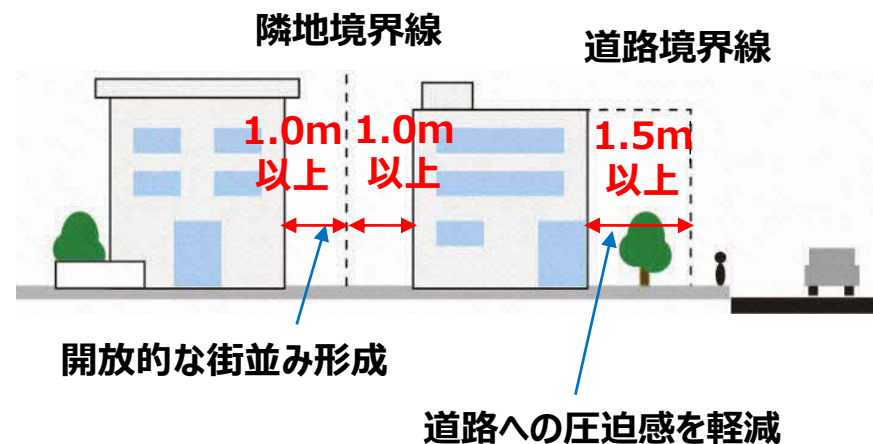 隣地境界線
道路境界線
1.0m
以上
1.0m
以上
1.5m
以上
開放的な街並み形成
道路への圧迫感を軽減